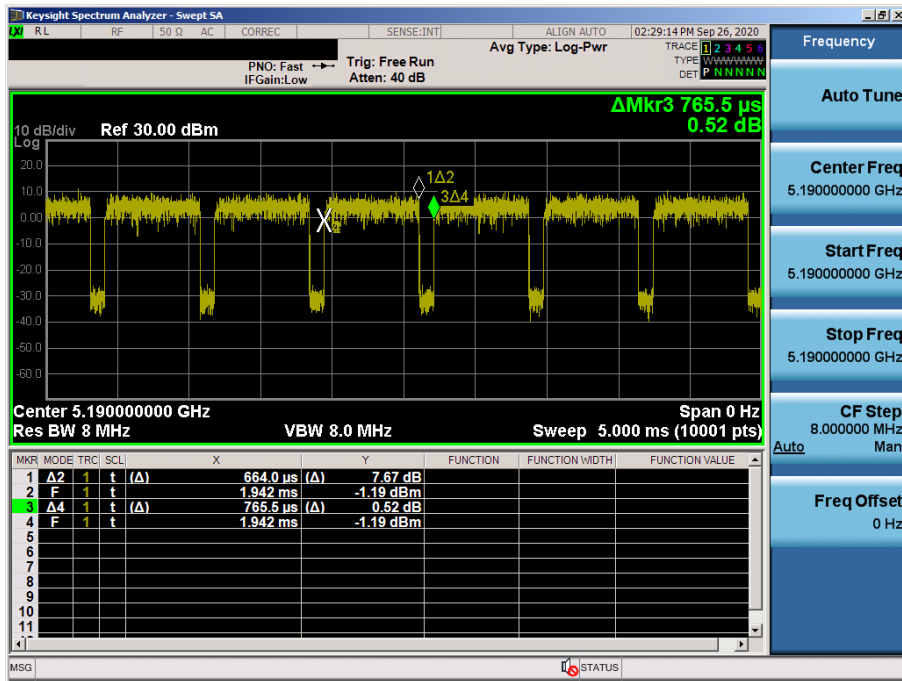 Keysight Spectrum Analyzer - Swept SA
LXI RL RF 50 Ω AC CORREC SENSE:INT ALIGN AUTO 02:29:14 PM Sep 26, 2020
Avg Type: Log-Pwr TRACE 1 2 3 4 5 6
PNO: Fast Trig: Free Run TYPE WWWWWWW
IFGain:Low Atten: 40 dB DET P N N N N N
Frequency
Auto Tune
Center Freq
5.190000000 GHz
Start Freq
5.190000000 GHz
Stop Freq
5.190000000 GHz
CF Step
8.000000 MHz
Auto Man
Freq Offset
0 Hz
ΔMkr3 765.5 µs
0.52 dB
10 dB/div Ref 30.00 dBm
Log
20.0
10.0
0.00
-10.0
-20.0
-30.0
-40.0
-50.0
-60.0
1Δ2
3Δ4
Center 5.190000000 GHz Span 0 Hz
Res BW 8 MHz VBW 8.0 MHz Sweep 5.000 ms (10001 pts)
MKR MODE TRC SCL X Y FUNCTION FUNCTION WIDTH FUNCTION VALUE
1 Δ2 1 t (Δ) 664.0 µs (Δ) 7.67 dB
2 F 1 t 1.942 ms -1.19 dBm
3 Δ4 1 t (Δ) 765.5 µs (Δ) 0.52 dB
4 F 1 t 1.942 ms -1.19 dBm
5
6
7
8
9
10
11
MSG STATUS